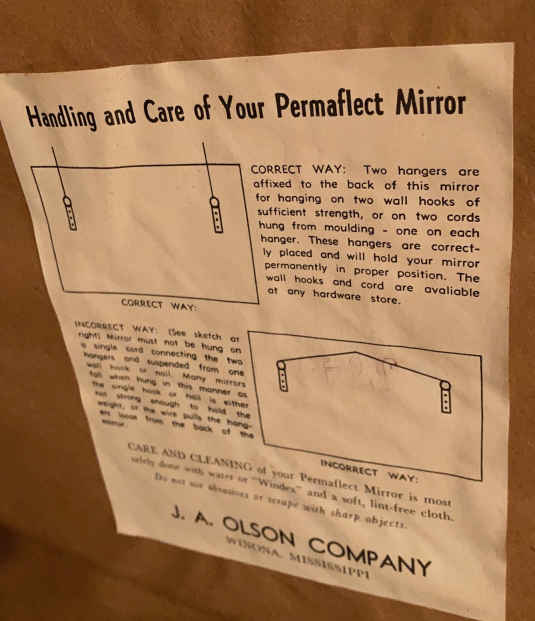 Handling and Care of Your Permaflect Mirror
CORRECT WAY: Two hangers are
affixed to the back of this mirror
for hanging on two wall hooks of
sufficient strength, or on two cords
hung from moulding - one on each
hanger. These hangers are correct-
ly placed and will hold your mirror
permanently in proper position. The
wall hooks and cord are avaliable
at any hardware store.
CORRECT WAY:
INCORRECT WAY: (See sketch at
right) Mirror must not be hung on
a single cord connecting the two
hangers and suspended from one
wall hook or nail. Many mirrors
fall when hung in this manner as
the single hook or nail is either
not strong enough to hold the
weight, or the wire pulls the hang-
ers loose from the back of the
mirror.
INCORRECT WAY:
CARE AND CLEANING of your Permaflect Mirror is most
safely done with water or "Windex" and a soft, lint-free cloth.
Do not use abrasives or scrape with sharp objects.
J. A. OLSON COMPANY
WINONA, MISSISSIPPI